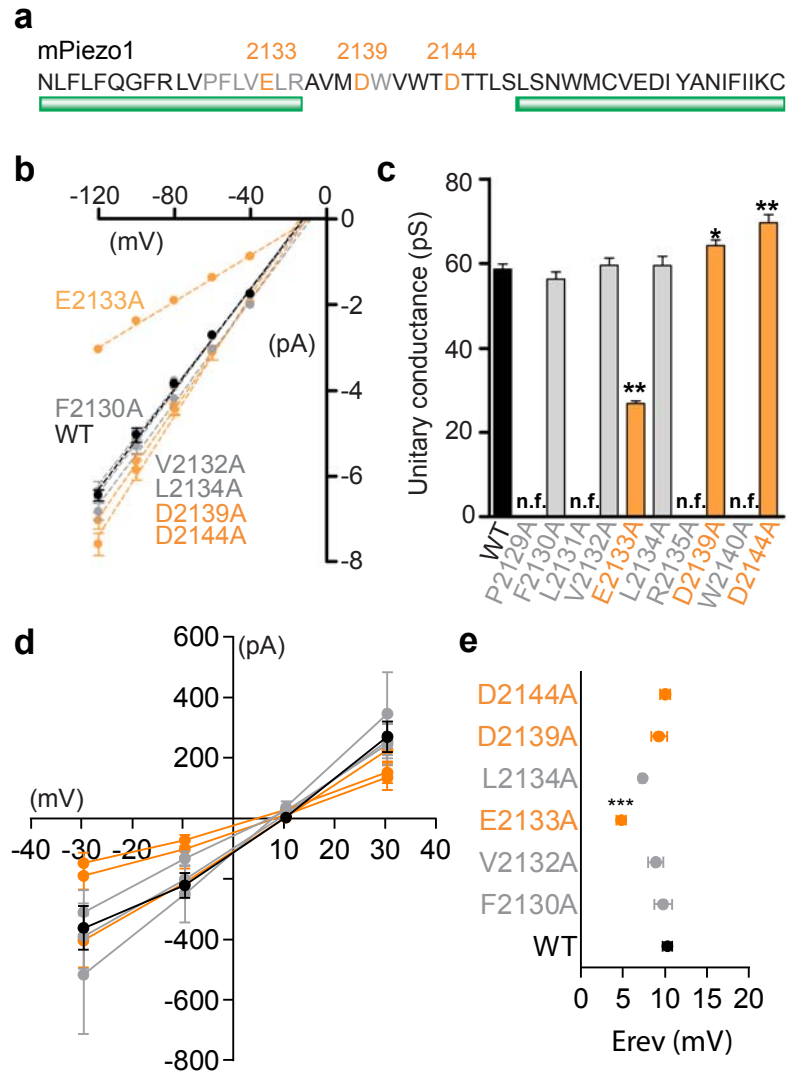 a
mPiezo1
2133 2139 2144
NLFLFQGFRLVPFLVELRAVMDWVWTDTTLSLSNWMCVEDIYANIFIIKC
b
-120 -80 -40 0
(mV)
0
-2
-4
-6
-8
(pA)
E2133A
F2130A
WT
V2132A
L2134A
D2139A
D2144A
c
Unitary conductance (pS)
80
60
40
20
0
n.f. n.f. ** n.f. * n.f. **
WT P2129A F2130A L2131A V2132A E2133A L2134A R2135A D2139A W2140A D2144A
d
600
400
200
-400
-600
-800
(pA)
(mV)
-40 -30 -20 -10 10 20 30 40
e
D2144A
D2139A
L2134A
***
E2133A
V2132A
F2130A
WT
0 5 10 15 20
Erev (mV)